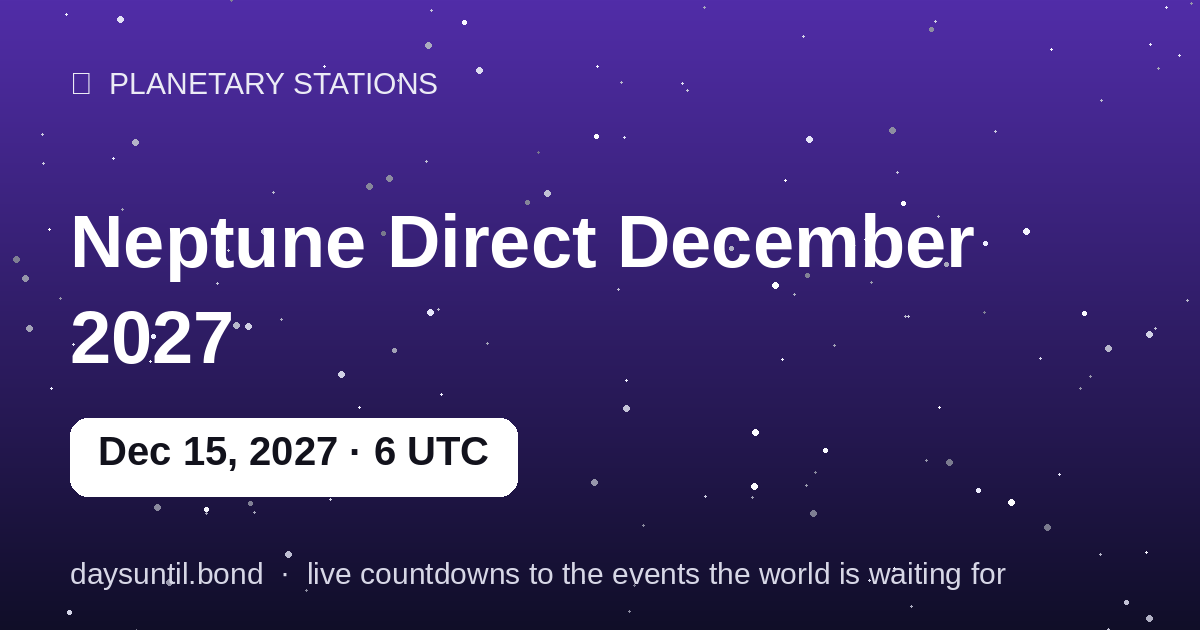 PLANETARY STATIONS
Neptune Direct December
2027
Dec 15, 2027 · 6 UTC
daysuntil.bond · live countdowns to the events the world is waiting for